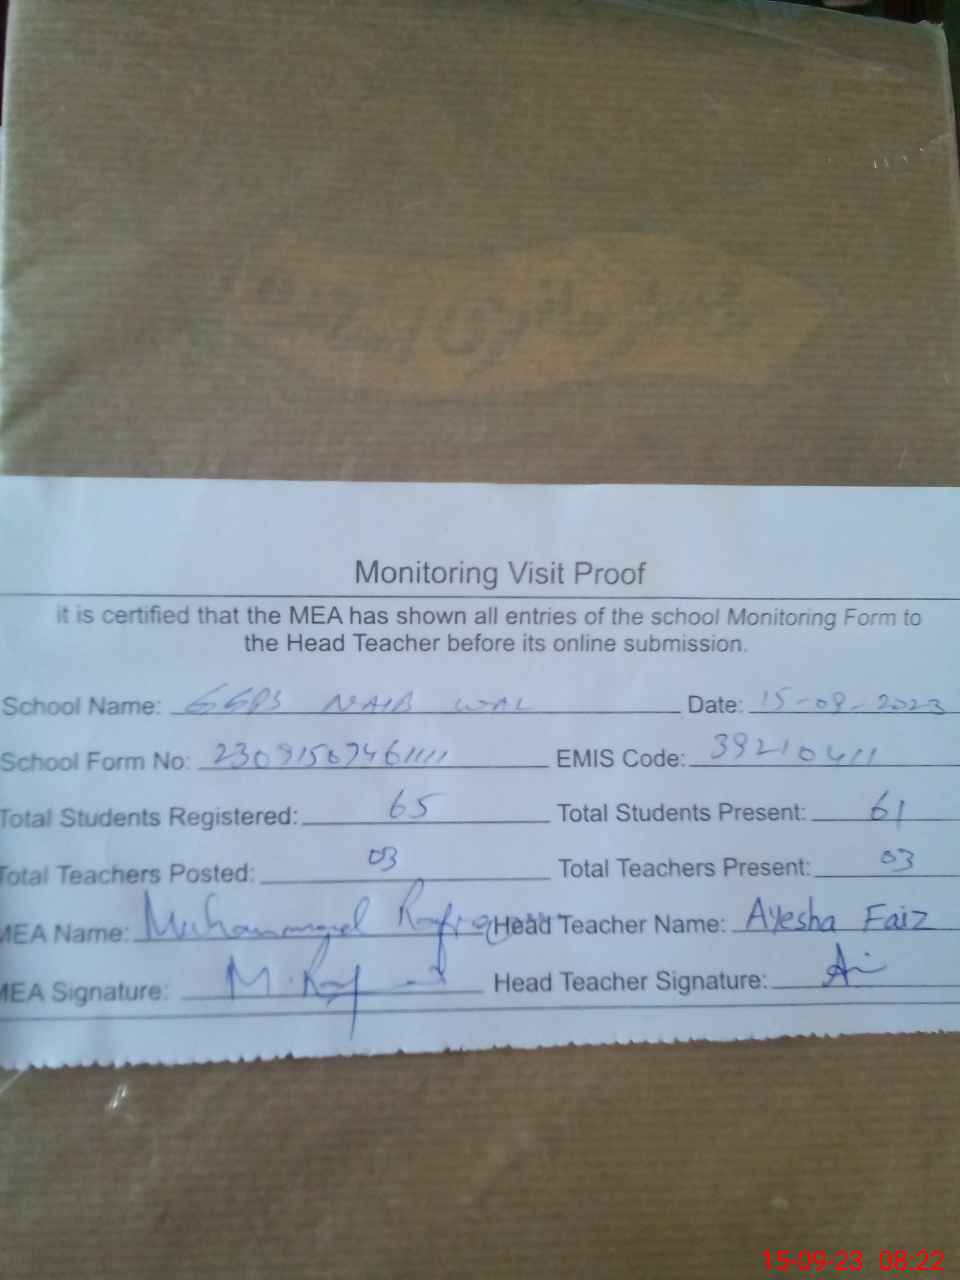 Monitoring Visit Proof
it is certified that the MEA has shown all entries of the school Monitoring Form to
the Head Teacher before its online submission.
School Name: GGPS NAIB WAL Date: 15-09-2023
School Form No: 230915097461111 EMIS Code: 39210411
Total Students Registered: 65 Total Students Present: 61
Total Teachers Posted: 03 Total Teachers Present: 03
MEA Name: Muhammad Rafiq Head Teacher Name: Ayesha Faiz
MEA Signature: M. Head Teacher Signature:
15-09-23 08:22